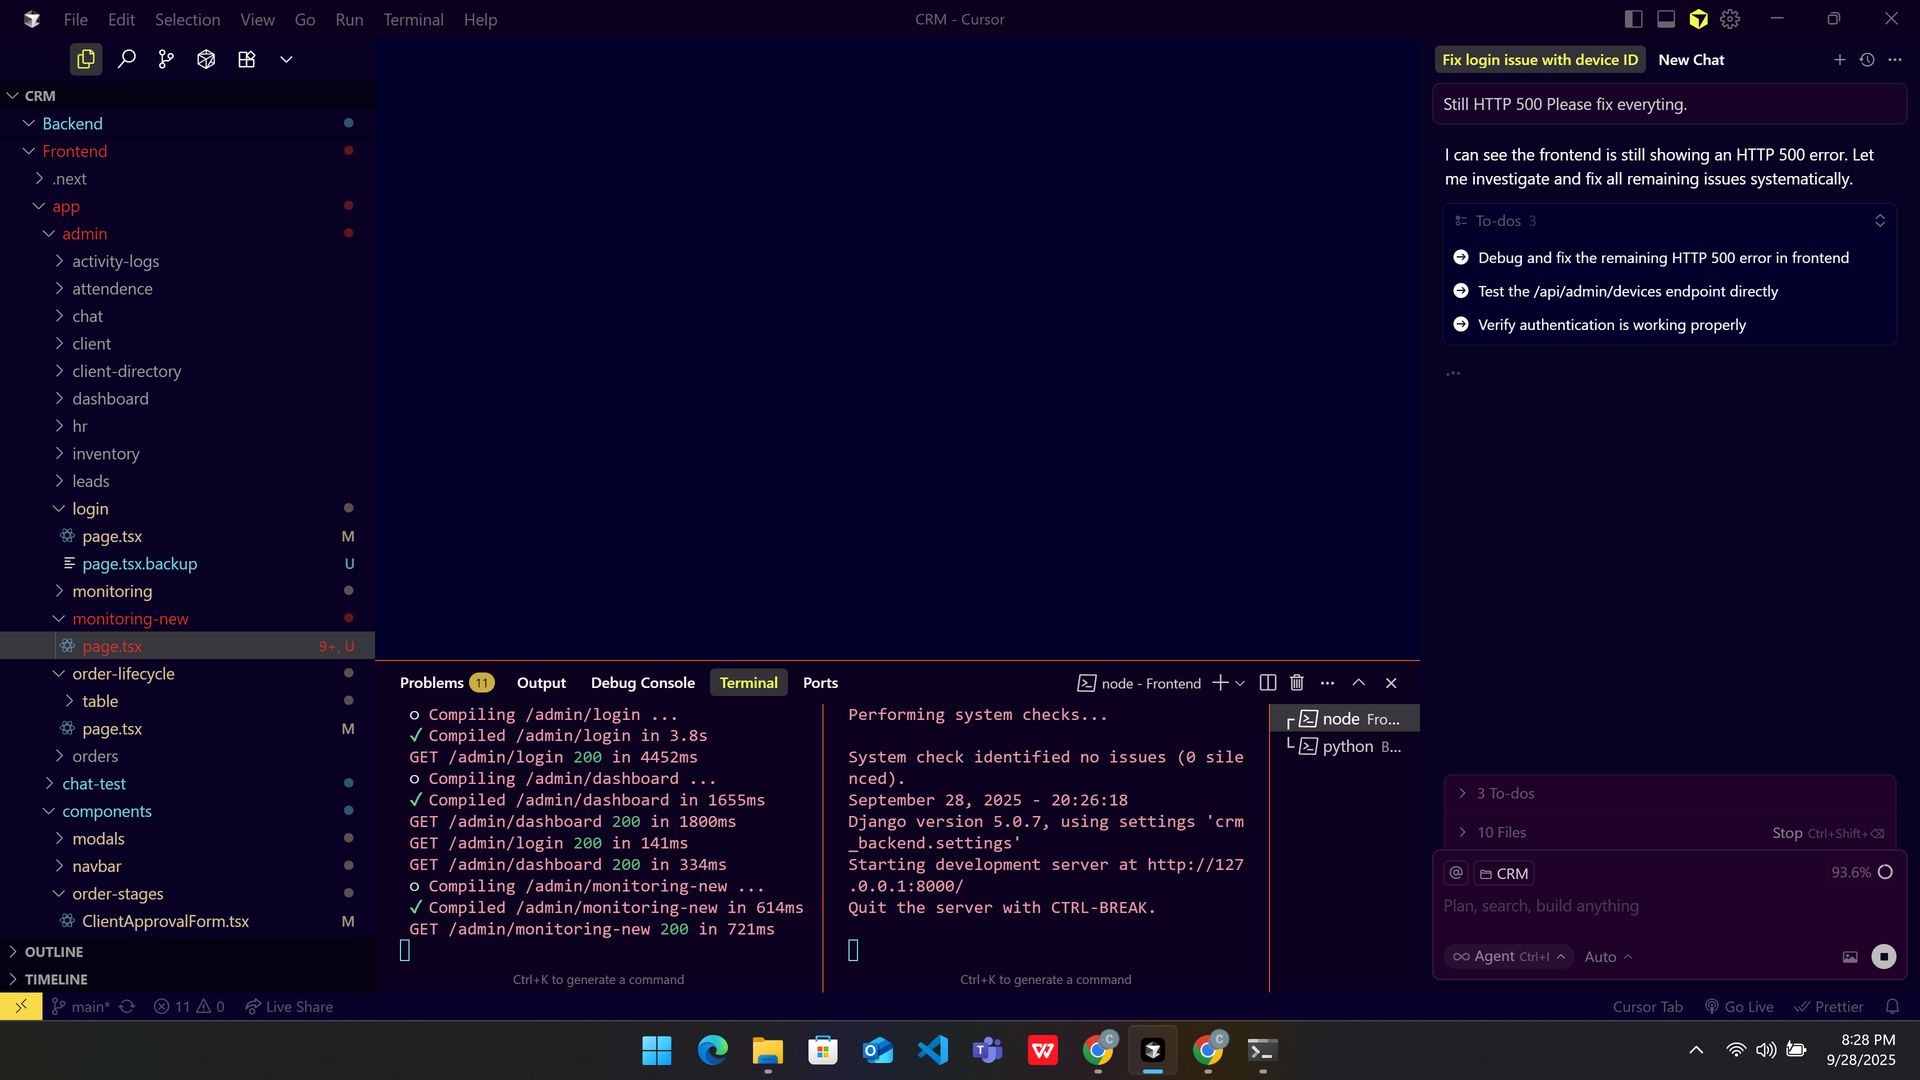 File Edit Selection View Go Run Terminal Help
CRM - Cursor
CRM
Backend
Frontend
.next
app
admin
activity-logs
attendence
chat
client
client-directory
dashboard
hr
inventory
leads
login
page.tsx M
page.tsx.backup U
monitoring
monitoring-new
page.tsx 9+, U
order-lifecycle
table
page.tsx M
orders
chat-test
components
modals
navbar
order-stages
ClientApprovalForm.tsx M
OUTLINE
TIMELINE
Problems 11 Output Debug Console Terminal Ports
node - Frontend
o Compiling /admin/login ...
✓ Compiled /admin/login in 3.8s
GET /admin/login 200 in 4452ms
o Compiling /admin/dashboard ...
✓ Compiled /admin/dashboard in 1655ms
GET /admin/dashboard 200 in 1800ms
GET /admin/login 200 in 141ms
GET /admin/dashboard 200 in 334ms
o Compiling /admin/monitoring-new ...
✓ Compiled /admin/monitoring-new in 614ms
GET /admin/monitoring-new 200 in 721ms
Ctrl+K to generate a command
Performing system checks...
System check identified no issues (0 sile
nced).
September 28, 2025 - 20:26:18
Django version 5.0.7, using settings 'crm
_backend.settings'
Starting development server at http://127
.0.0.1:8000/
Quit the server with CTRL-BREAK.
Ctrl+K to generate a command
node Fro...
python B...
Fix login issue with device ID New Chat
Still HTTP 500 Please fix everyting.
I can see the frontend is still showing an HTTP 500 error. Let
me investigate and fix all remaining issues systematically.
To-dos 3
Debug and fix the remaining HTTP 500 error in frontend
Test the /api/admin/devices endpoint directly
Verify authentication is working properly
...
3 To-dos
10 Files Stop Ctrl+Shift+⌫
@ CRM 93.6%
Plan, search, build anything
Agent Ctrl+I Auto
main* 11 0 Live Share
Cursor Tab Go Live Prettier
8:28 PM
9/28/2025